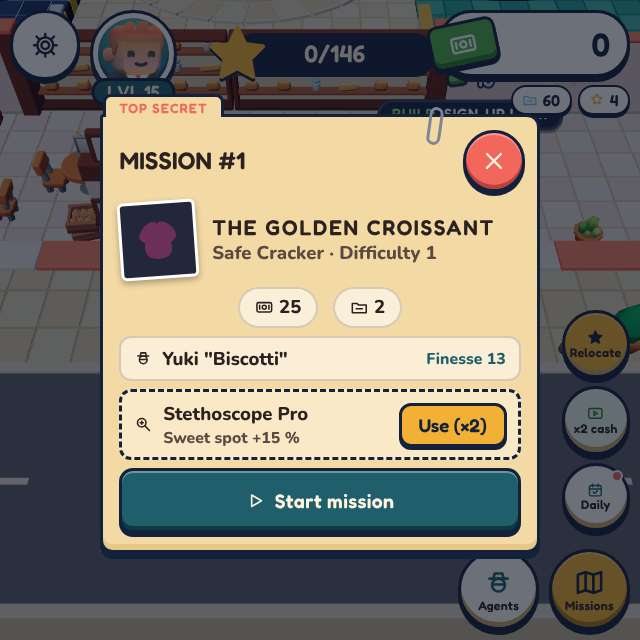 0/146
0
LVL 15
60
4
TOP SECRET
MISSION #1
THE GOLDEN CROISSANT
Safe Cracker · Difficulty 1
25
2
Yuki "Biscotti"
Finesse 13
Stethoscope Pro
Sweet spot +15 %
Use (×2)
Start mission
Relocate
x2 cash
Daily
Agents
Missions